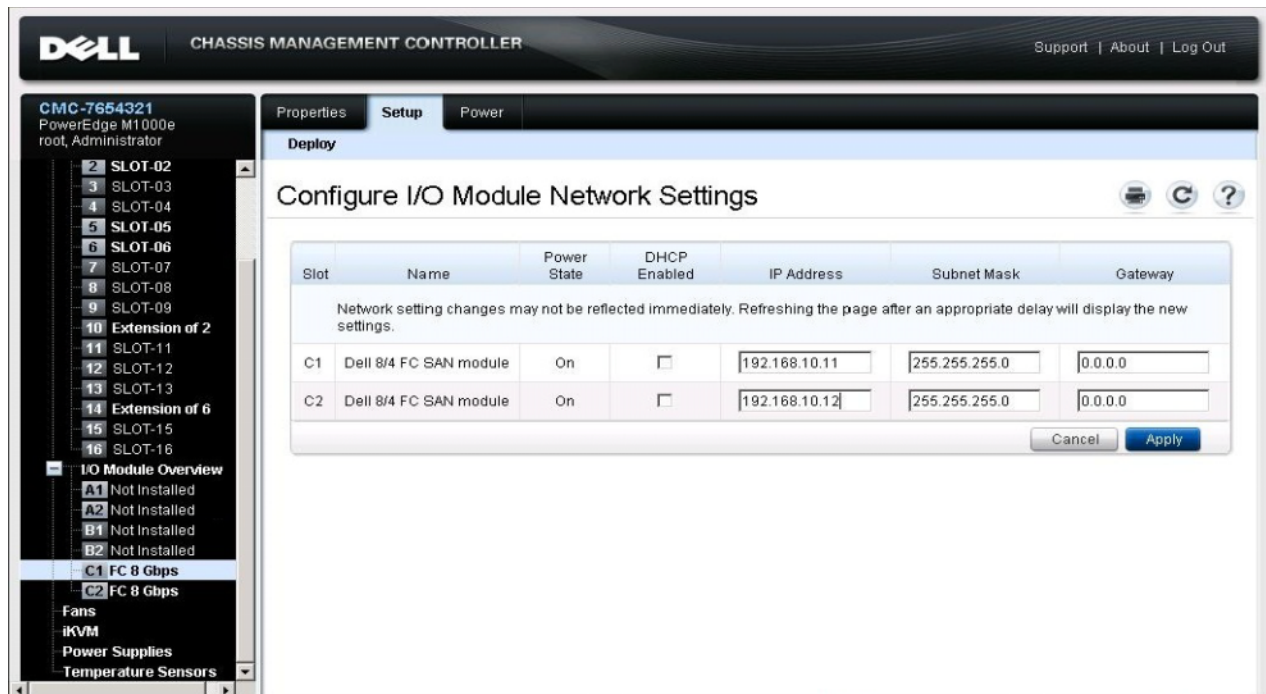 DELL
CHASSIS MANAGEMENT CONTROLLER
Support | About | Log Out
CMC-7654321
PowerEdge M1000e
root, Administrator
2 SLOT-02
3 SLOT-03
4 SLOT-04
5 SLOT-05
6 SLOT-06
7 SLOT-07
8 SLOT-08
9 SLOT-09
10 Extension of 2
11 SLOT-11
12 SLOT-12
13 SLOT-13
14 Extension of 6
15 SLOT-15
16 SLOT-16
I/O Module Overview
A1 Not Installed
A2 Not Installed
B1 Not Installed
B2 Not Installed
C1 FC 8 Gbps
C2 FC 8 Gbps
Fans
iKVM
Power Supplies
Temperature Sensors
Properties Setup Power
Deploy
Configure I/O Module Network Settings
Slot Name Power State DHCP Enabled IP Address Subnet Mask Gateway
Network setting changes may not be reflected immediately. Refreshing the page after an appropriate delay will display the new
settings.
C1 Dell 8/4 FC SAN module On 192.168.10.11 255.255.255.0 0.0.0.0
C2 Dell 8/4 FC SAN module On 192.168.10.12 255.255.255.0 0.0.0.0
Cancel Apply